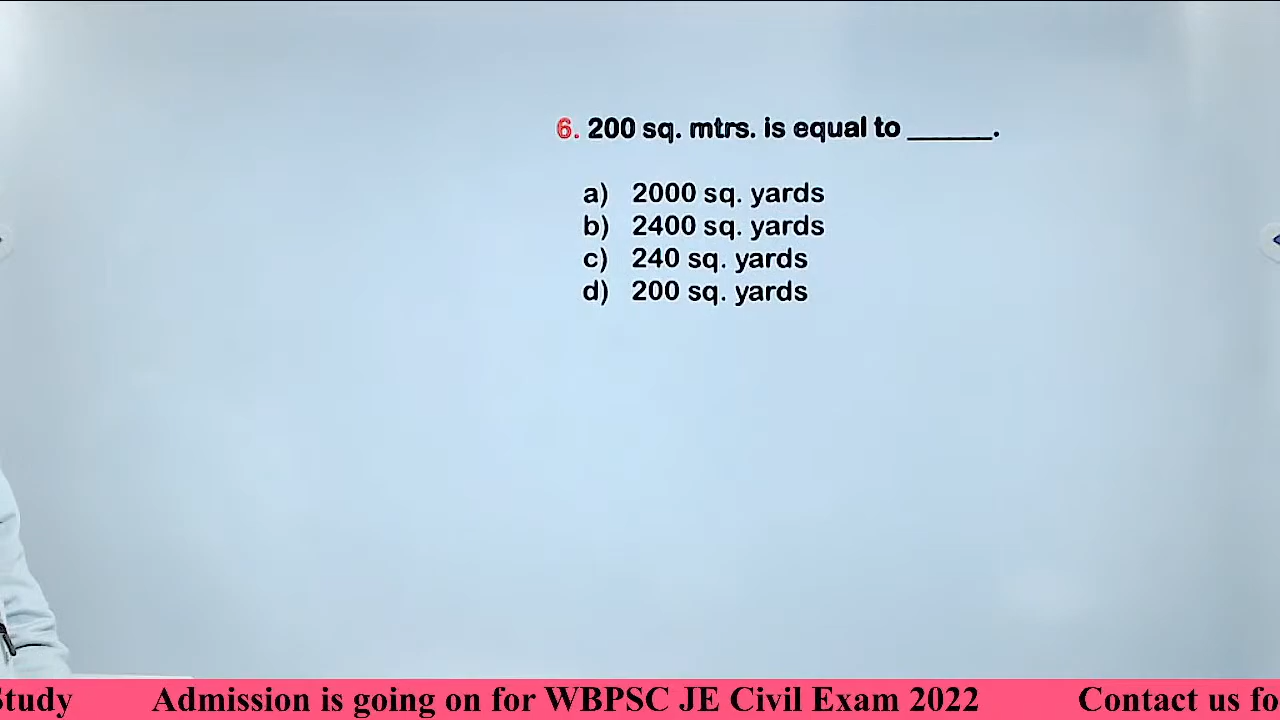 6. 200 sq. mtrs. is equal to ______.
a) 2000 sq. yards
b) 2400 sq. yards
c) 240 sq. yards
d) 200 sq. yards
Study Admission is going on for WBPSC JE Civil Exam 2022 Contact us fo